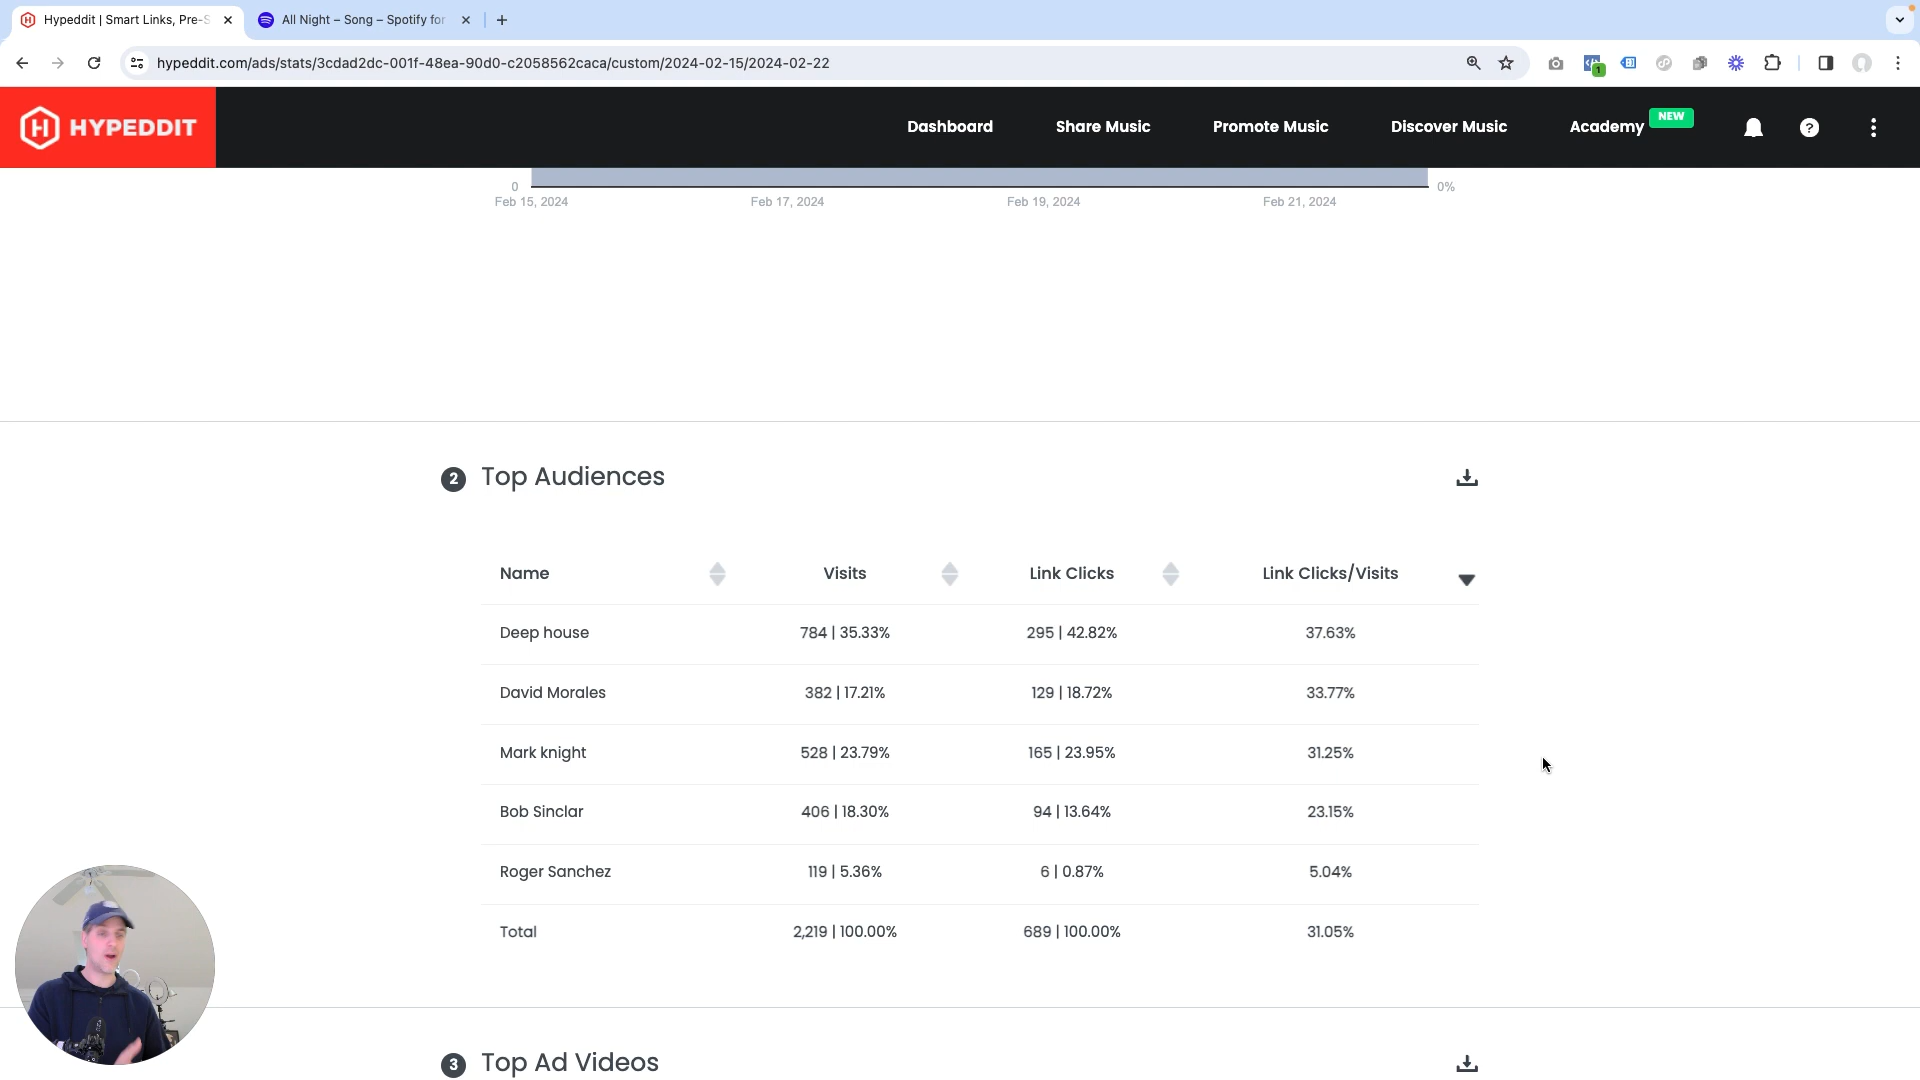 Hypeddit | Smart Links, Pre-S
All Night – Song – Spotify for
hypeddit.com/ads/stats/3cdad2dc-001f-48ea-90d0-c2058562caca/custom/2024-02-15/2024-02-22
1
HYPEDDIT
Dashboard
Share Music
Promote Music
Discover Music
Academy
NEW
?
0
0%
Feb 15, 2024
Feb 17, 2024
Feb 19, 2024
Feb 21, 2024
2 Top Audiences
Name Visits Link Clicks Link Clicks/Visits
Deep house 784 | 35.33% 295 | 42.82% 37.63%
David Morales 382 | 17.21% 129 | 18.72% 33.77%
Mark knight 528 | 23.79% 165 | 23.95% 31.25%
Bob Sinclar 406 | 18.30% 94 | 13.64% 23.15%
Roger Sanchez 119 | 5.36% 6 | 0.87% 5.04%
Total 2,219 | 100.00% 689 | 100.00% 31.05%
3 Top Ad Videos